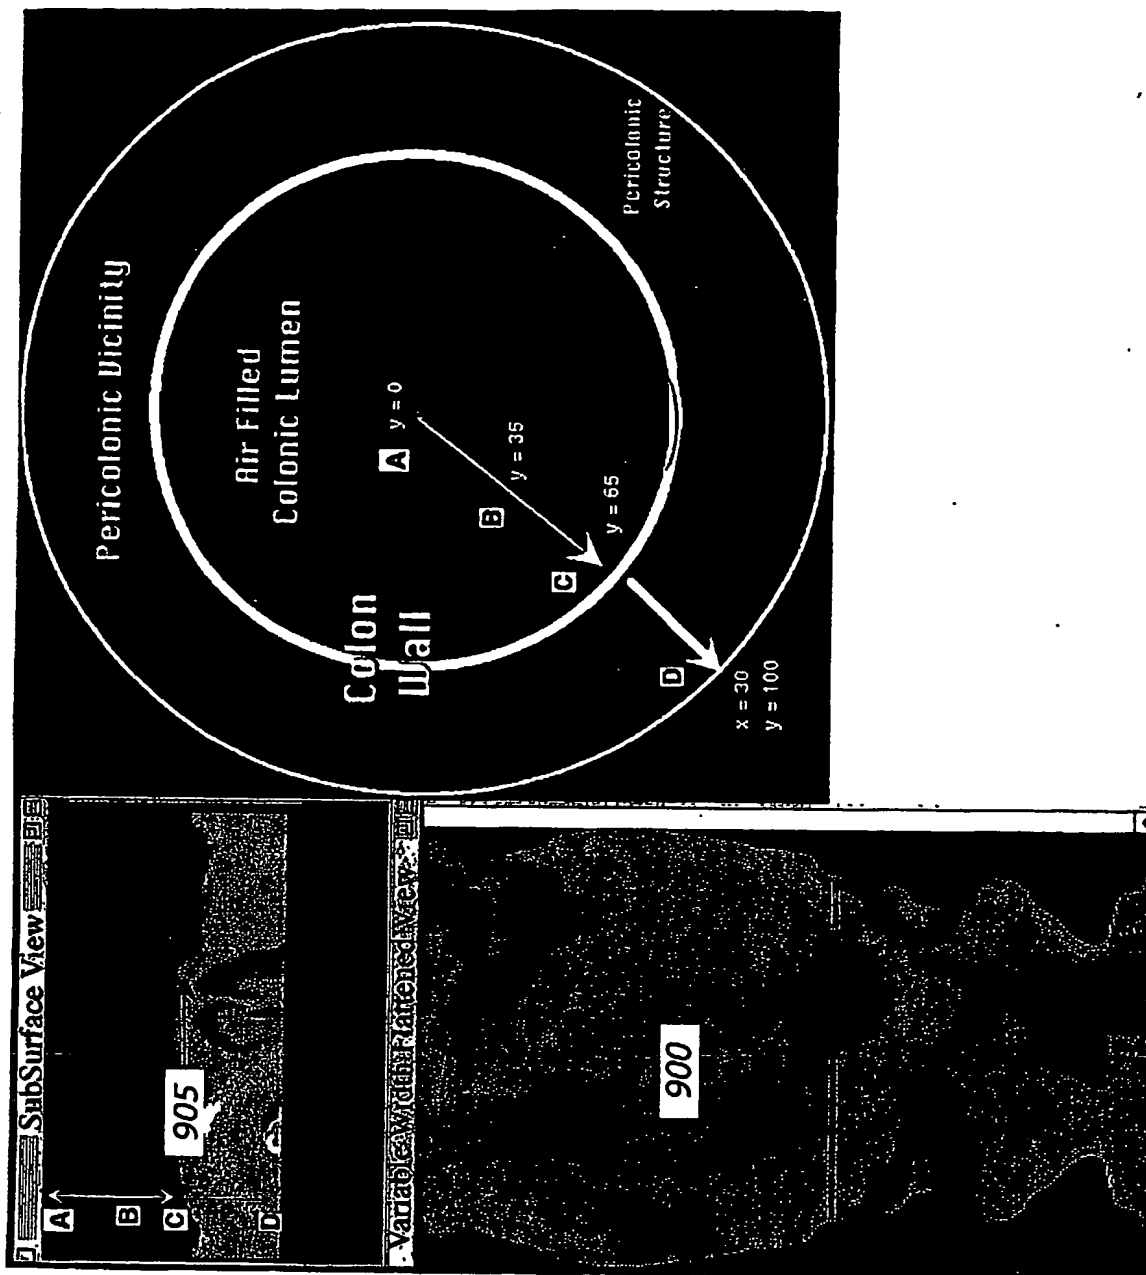 SubSurface View
A
B
C
D
905
Variable Width Flattened View
900
Pericolonic Vicinity
Air Filled
Colonic Lumen
Colon
Wall
A
y = 0
B
y = 35
C
y = 65
D
x = 30
y = 100
Pericolonic
Structure